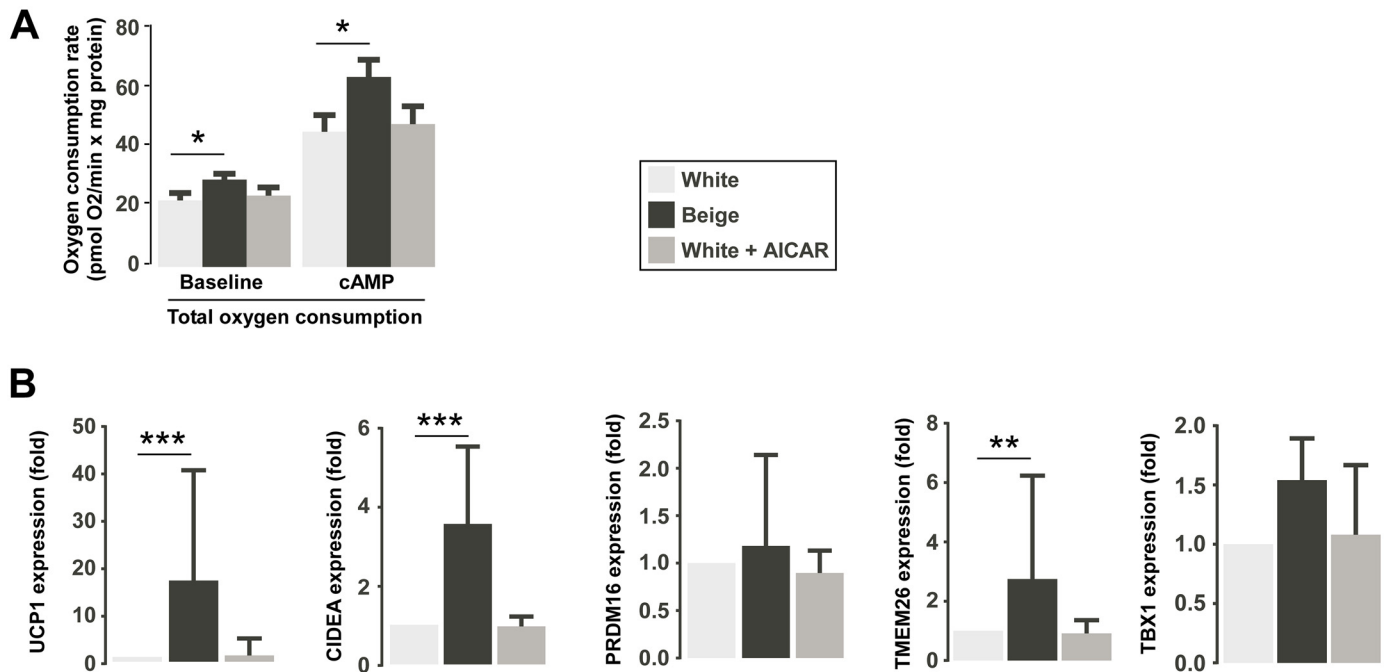 A
Oxygen consumption rate
(pmol O2/min x mg protein)
80
60
40
20
0
*
*
Baseline
cAMP
Total oxygen consumption
White
Beige
White + AICAR
B
UCP1 expression (fold)
50
40
30
20
10
0
***
CIDEA expression (fold)
6
4
2
0
***
PRDM16 expression (fold)
2.5
2.0
1.5
1.0
0.5
0.0
TMEM26 expression (fold)
8
6
4
2
0
**
TBX1 expression (fold)
2.0
1.5
1.0
0.5
0.0